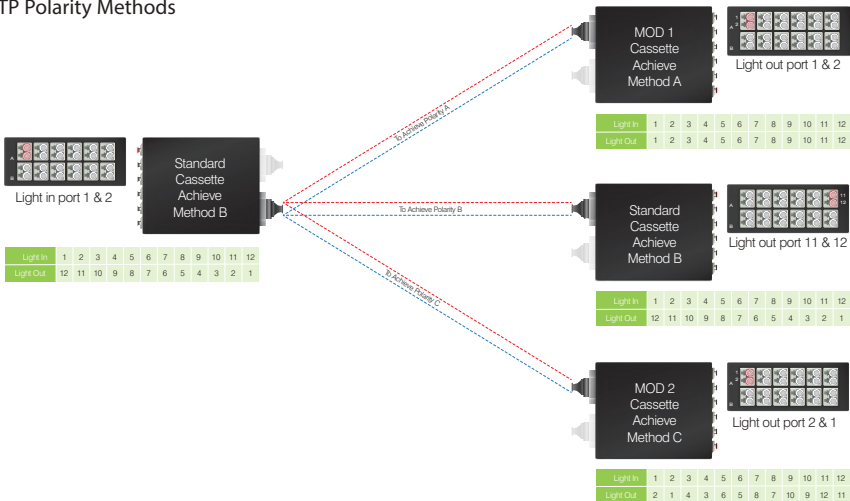 TP Polarity Methods
MOD 1
Cassette
Achieve
Method A
1
2
A
B
Light out port 1 & 2
Light In 1 2 3 4 5 6 7 8 9 10 11 12
Light Out 1 2 3 4 5 6 7 8 9 10 11 12
To Achieve Polarity A
A
B
Light in port 1 & 2
Standard
Cassette
Achieve
Method B
Light In 1 2 3 4 5 6 7 8 9 10 11 12
Light Out 12 11 10 9 8 7 6 5 4 3 2 1
To Achieve Polarity B
Standard
Cassette
Achieve
Method B
11
12
A
B
Light out port 11 & 12
Light In 1 2 3 4 5 6 7 8 9 10 11 12
Light Out 12 11 10 9 8 7 6 5 4 3 2 1
To Achieve Polarity C
MOD 2
Cassette
Achieve
Method C
1
2
A
B
Light out port 2 & 1
Light In 1 2 3 4 5 6 7 8 9 10 11 12
Light Out 2 1 4 3 6 5 8 7 10 9 12 11